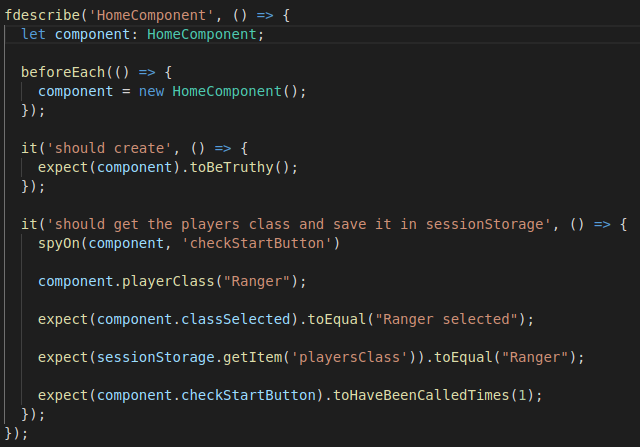 fdescribe('HomeComponent', () => {
let component: HomeComponent;
beforeEach(() => {
component = new HomeComponent();
});
it('should create', () => {
expect(component).toBeTruthy();
});
it('should get the players class and save it in sessionStorage', () => {
spyOn(component, 'checkStartButton')
component.playerClass("Ranger");
expect(component.classSelected).toEqual("Ranger selected");
expect(sessionStorage.getItem('playersClass')).toEqual("Ranger");
expect(component.checkStartButton).toHaveBeenCalledTimes(1);
});
});